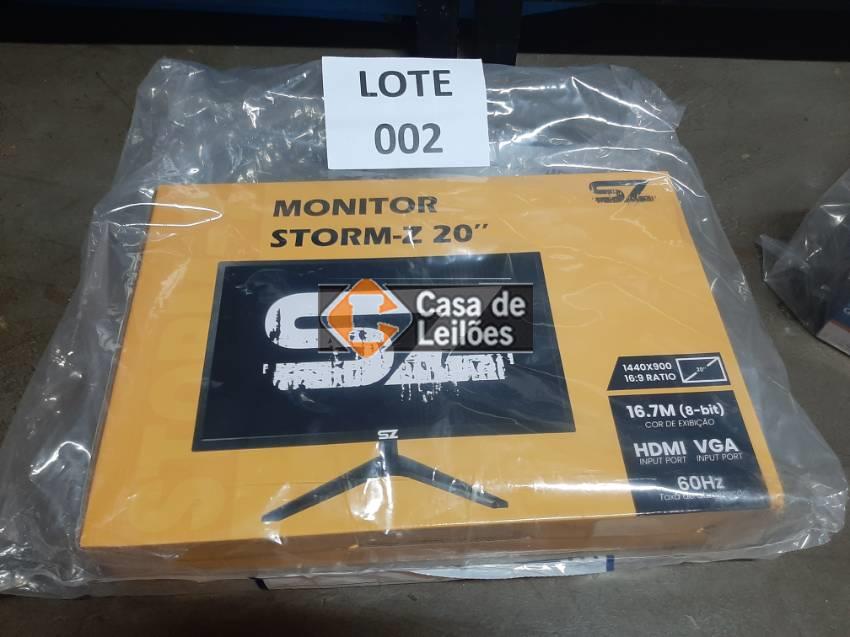 LOTE
002
SZ
MONITOR
STORM-Z 20"
SZ
Casa de
Leilões
1440X900
16:9 RATIO
20"
16.7M (8-bit)
COR DE EXIBIÇÃO
HDMI VGA
INPUT PORT INPUT PORT
60Hz
SZ